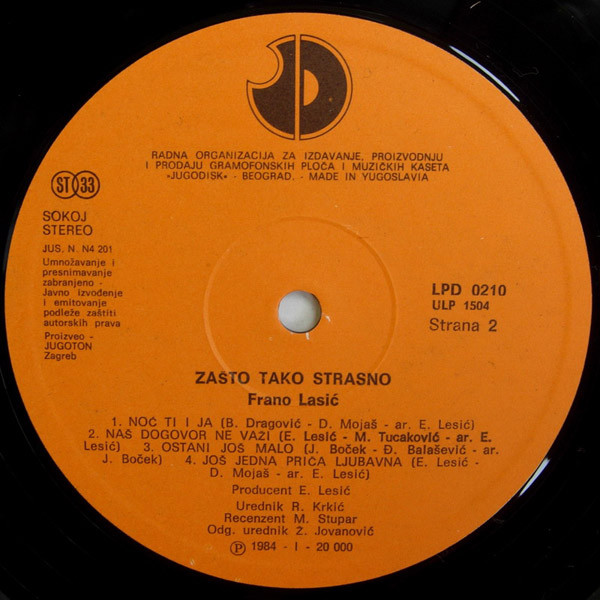 RADNA ORGANIZACIJA ZA IZDAVANJE, PROIZVODNJU
I PRODAJU GRAMOFONSKIH PLOČA I MUZIČKIH KASETA
»JUGODISK« - BEOGRAD. - MADE IN YUGOSLAVIA
ST 33
SOKOJ
STEREO
JUS. N. N4 201
Umnožavanje i
presnimavanje
zabranjeno -
Javno izvođenje
i emitovanje
podleže zaštiti
autorskih prava
Proizveo -
JUGOTON
Zagreb
LPD 0210
ULP 1504
Strana 2
ZAŠTO TAKO STRASNO
Frano Lasić
1. NOĆ TI I JA (B. Dragović - D. Mojaš - ar. E. Lesić)
2. NAŠ DOGOVOR NE VAŽI (E. Lesić - M. Tucaković - ar. E.
Lesić) 3. OSTANI JOŠ MALO (J. Boček - Đ. Balašević - ar.
J. Boček) 4. JOŠ JEDNA PRIČA LJUBAVNA (E. Lesić -
D. Mojaš - ar E. Lesić)
Producent E. Lesić
Urednik R. Krkić
Recenzent M. Stupar
Odg. urednik Ž. Jovanović
Ⓟ 1984 - I - 20 000